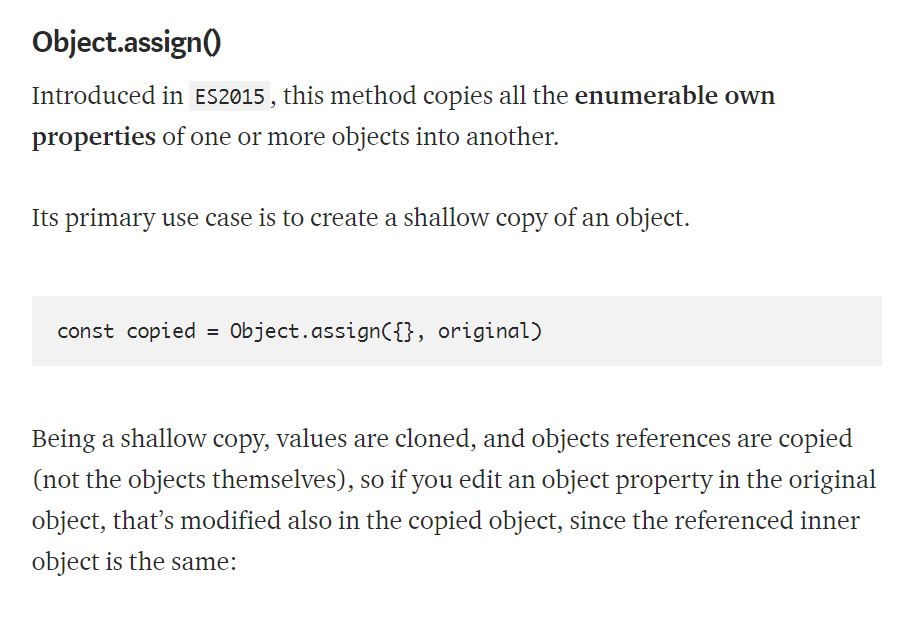 Object.assign()
Introduced in ES2015, this method copies all the enumerable own
properties of one or more objects into another.
Its primary use case is to create a shallow copy of an object.
const copied = Object.assign({}, original)
Being a shallow copy, values are cloned, and objects references are copied
(not the objects themselves), so if you edit an object property in the original
object, that’s modified also in the copied object, since the referenced inner
object is the same: